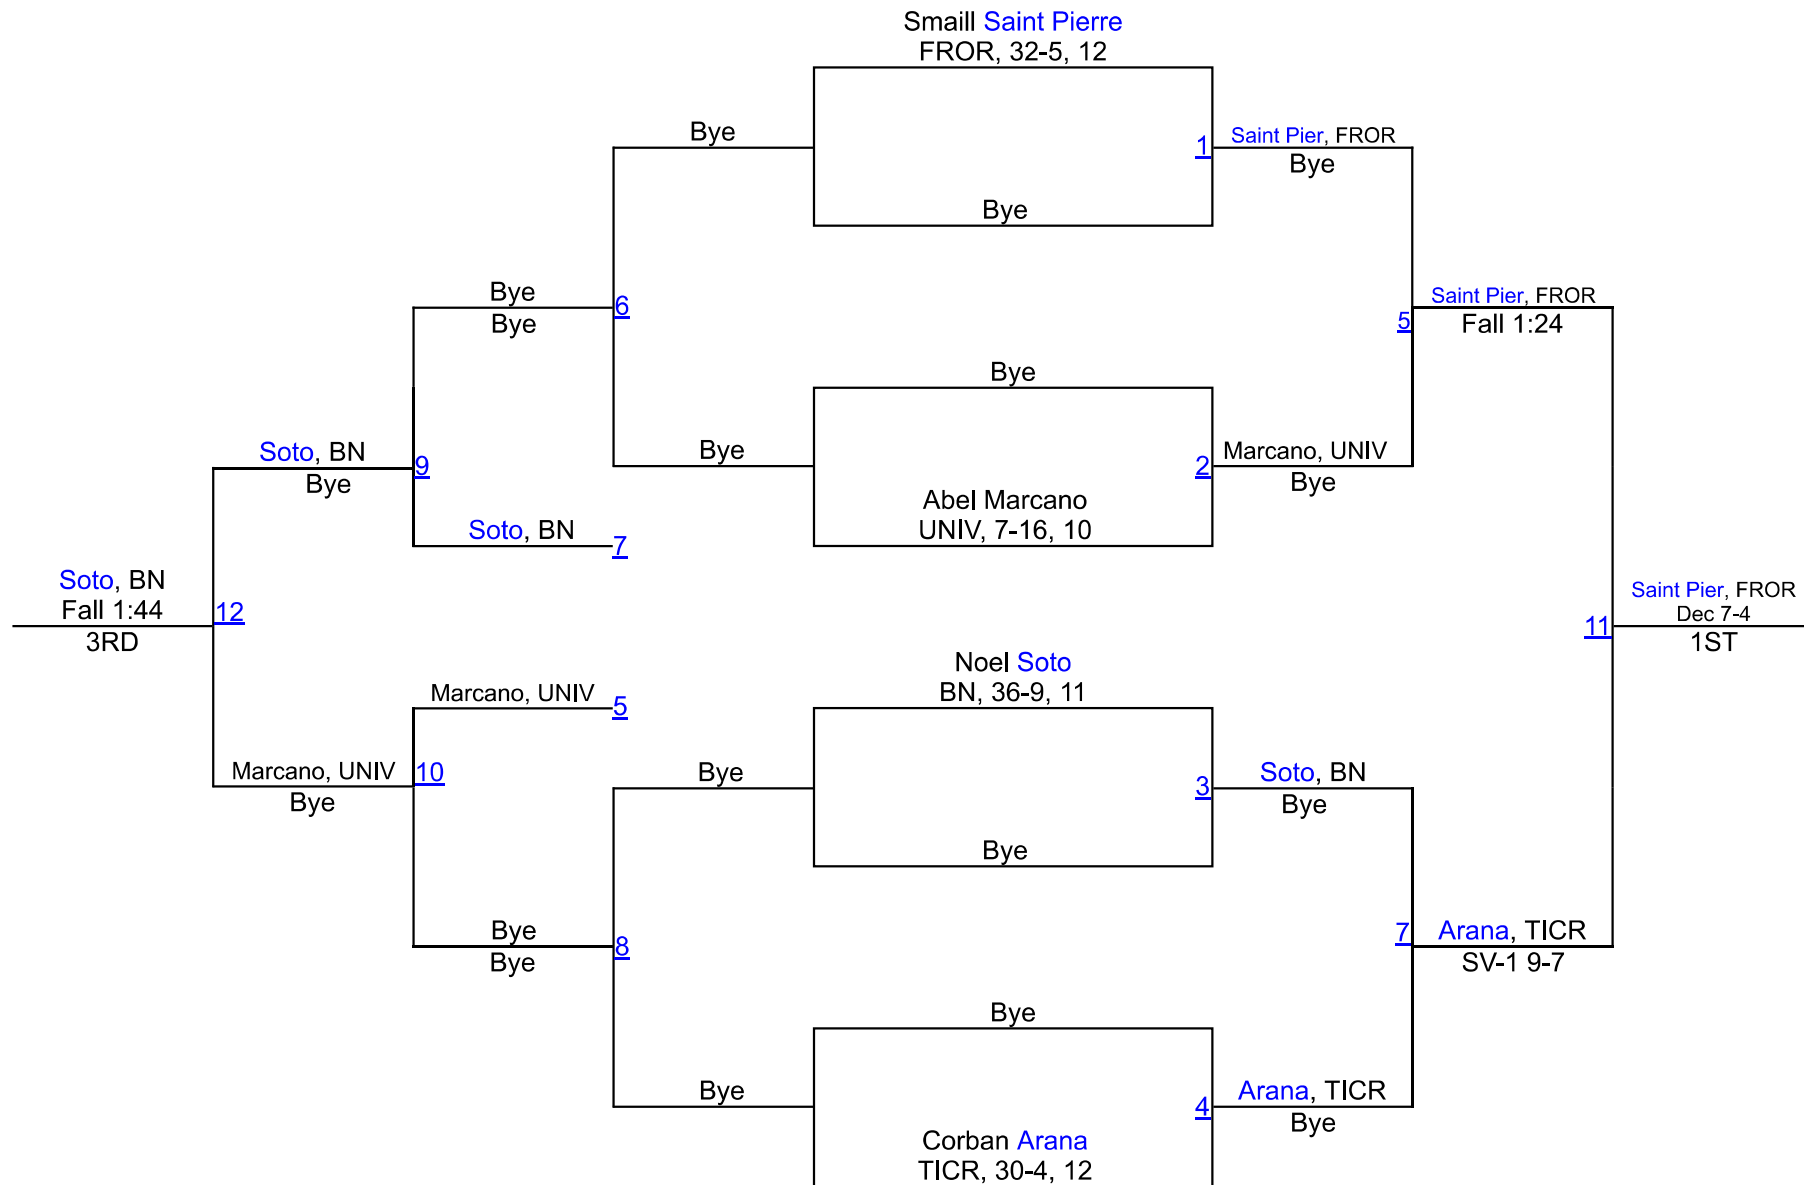 Smaill Saint Pierre
FROR, 32-5, 12
Bye
1
Saint Pier, FROR
Bye
Bye
Bye
Bye
6
Saint Pier, FROR
5
Fall 1:24
Bye
Bye
2
Marcano, UNIV
Bye
Soto, BN
9
Bye
Abel Marcano
UNIV, 7-16, 10
Soto, BN
7
Soto, BN
Fall 1:44
12
3RD
Saint Pier, FROR
Dec 7-4
11
1ST
Noel Soto
BN, 36-9, 11
Marcano, UNIV
5
Marcano, UNIV
10
Bye
Bye
3
Soto, BN
Bye
Bye
Bye
8
Bye
7
Arana, TICR
SV-1 9-7
Bye
Bye
4
Arana, TICR
Bye
Corban Arana
TICR, 30-4, 12